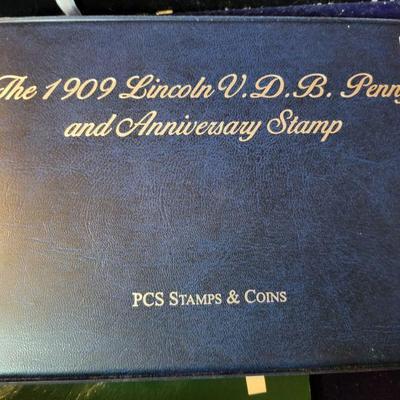 The 1909 Lincoln V.D.B. Penny
and Anniversary Stamp
PCS STAMPS & COINS